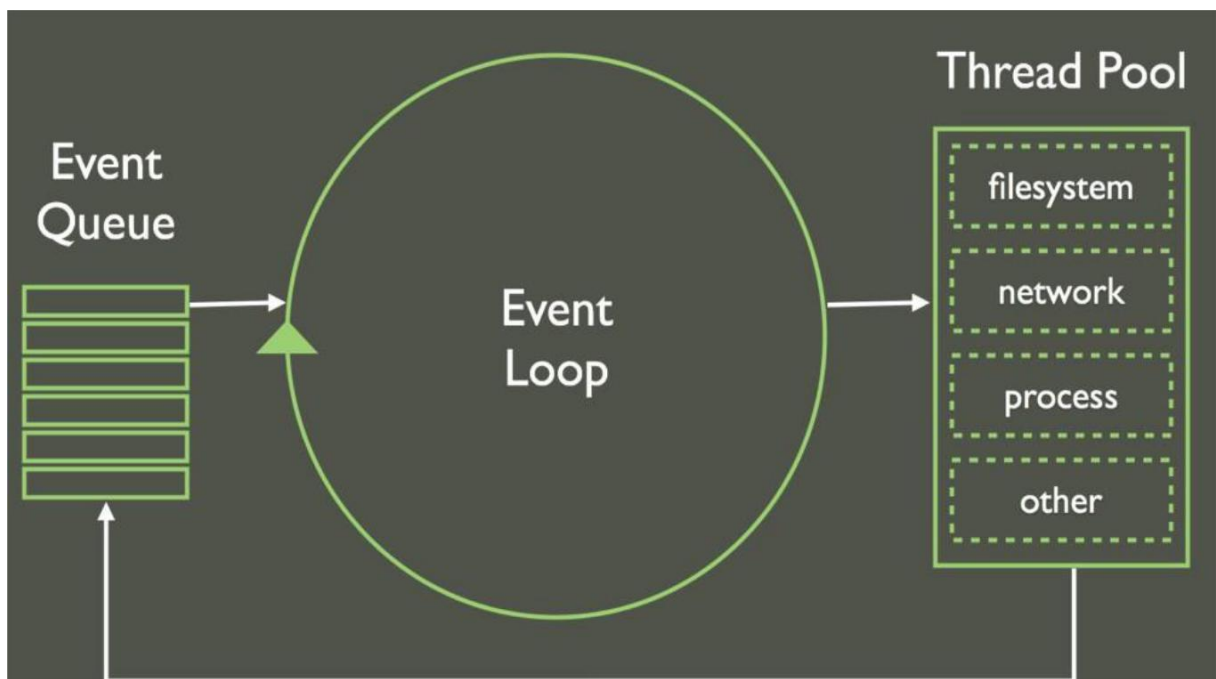 Event
Queue
Event
Loop
Thread Pool
filesystem
network
process
other